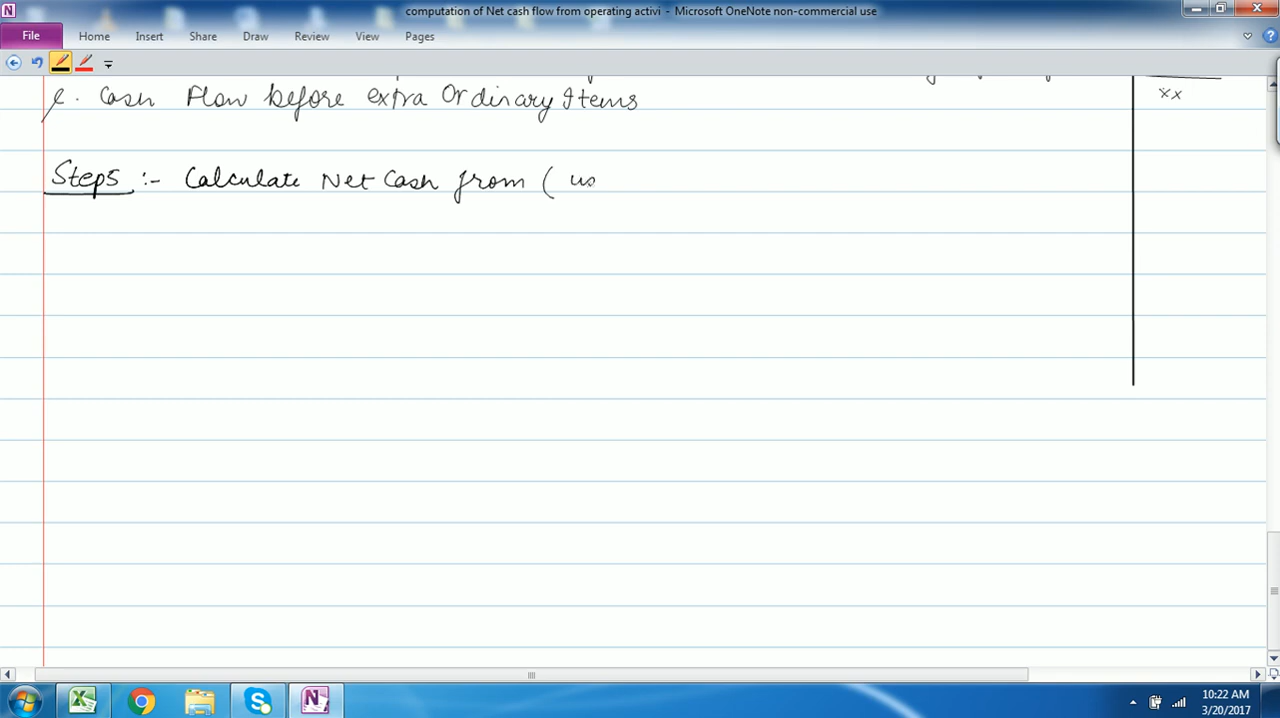 computation of Net cash flow from operating activi - Microsoft OneNote non-commercial use
File Home Insert Share Draw Review View Pages
e. Cash Flow before extra Ordinary Items xx
Step5 :- Calculate Net Cash from ( us
10:22 AM
3/20/2017